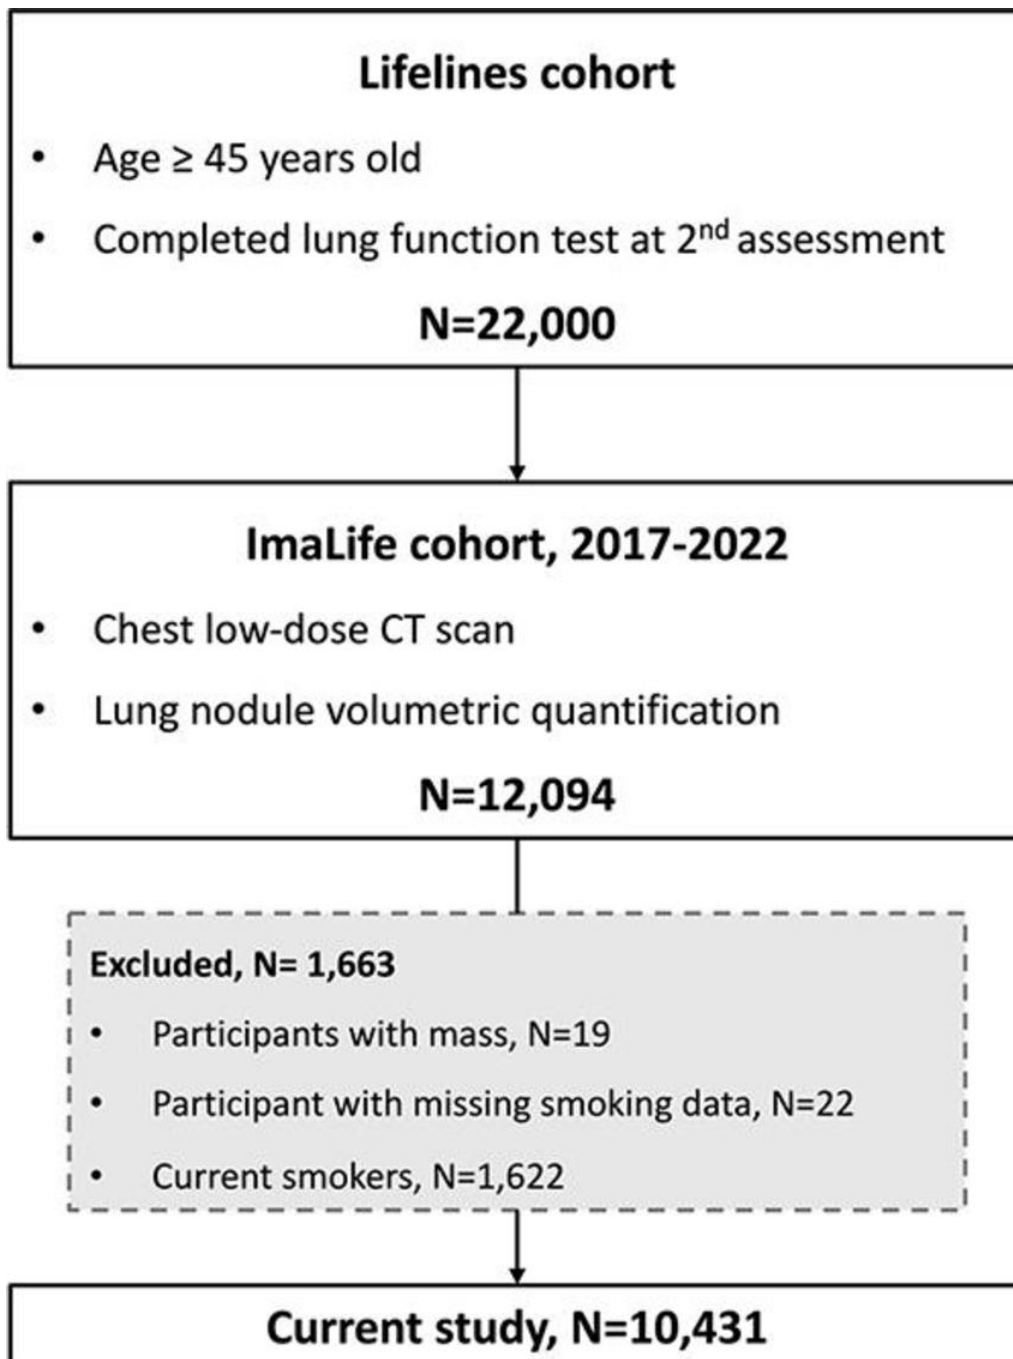 Lifelines cohort
• Age ≥ 45 years old
• Completed lung function test at 2nd assessment
N=22,000
ImaLife cohort, 2017-2022
• Chest low-dose CT scan
• Lung nodule volumetric quantification
N=12,094
Excluded, N= 1,663
• Participants with mass, N=19
• Participant with missing smoking data, N=22
• Current smokers, N=1,622
Current study, N=10,431